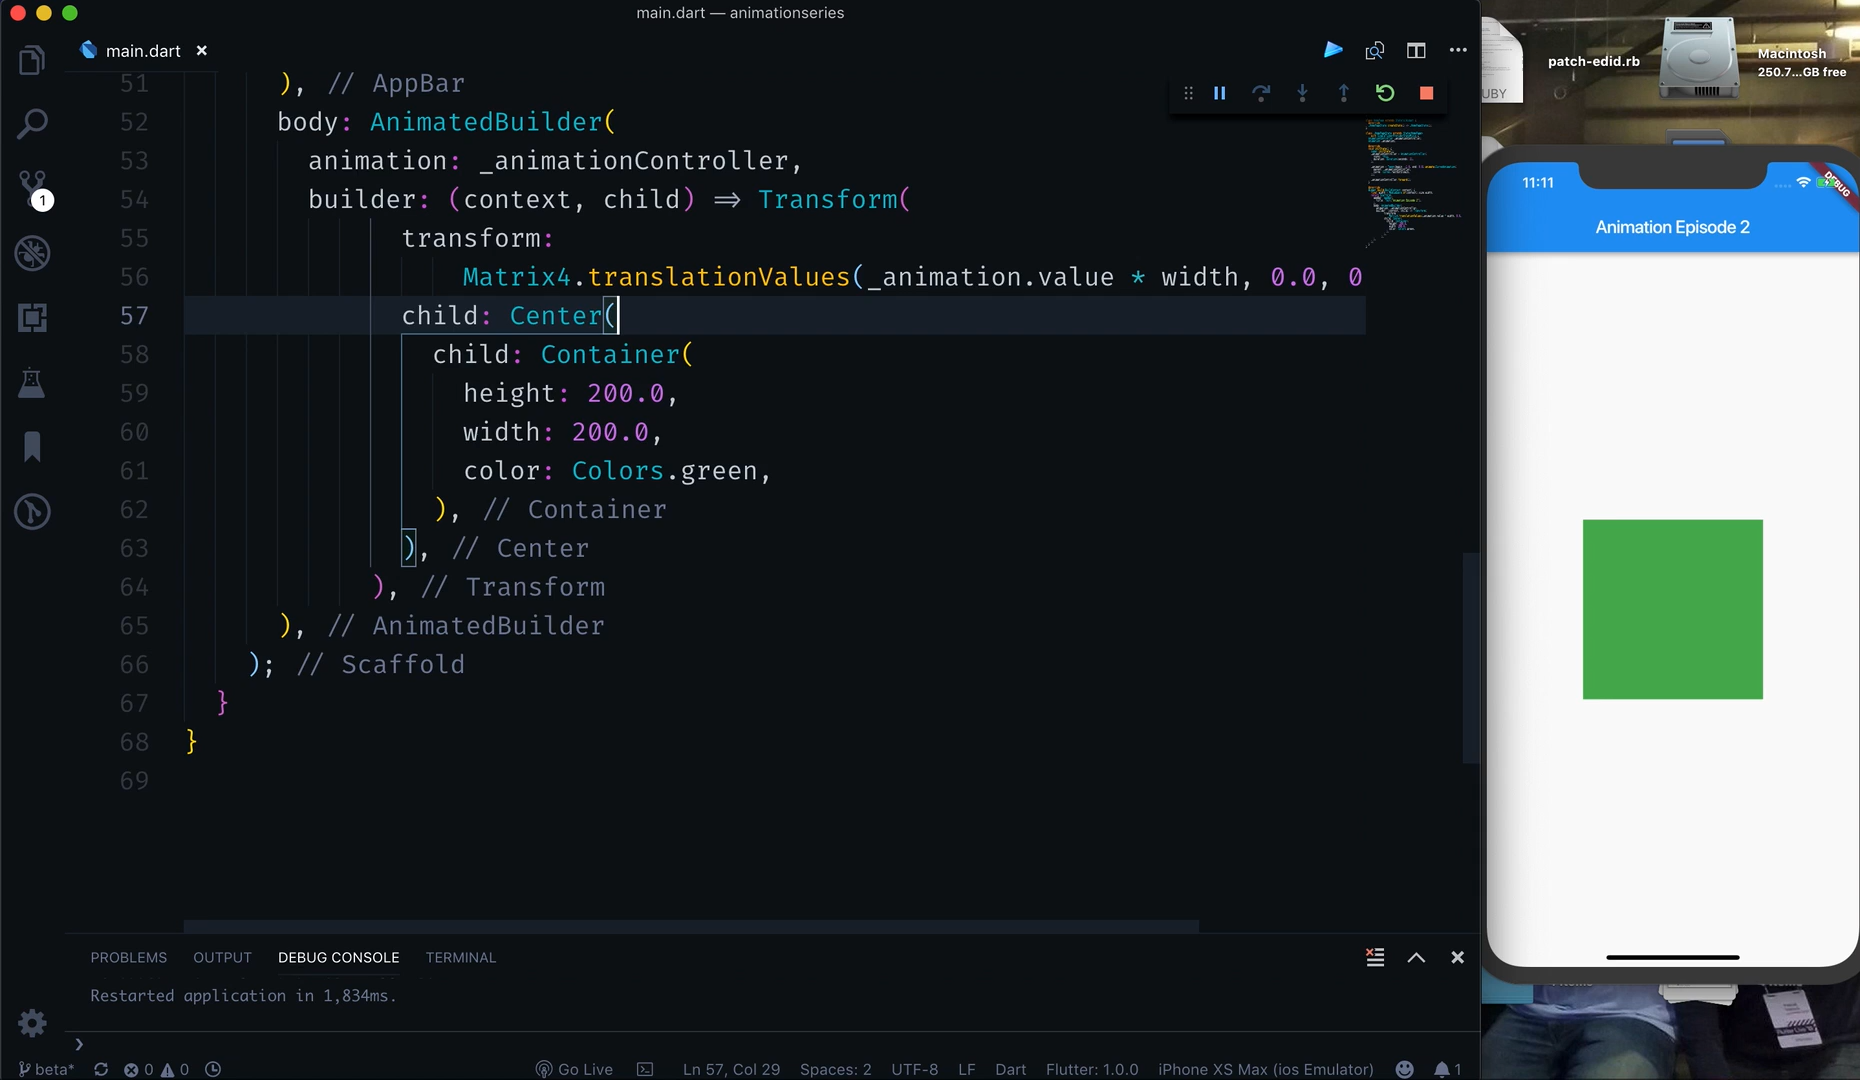 main.dart — animationseries
main.dart
51 ), // AppBar
52 body: AnimatedBuilder(
53 animation: _animationController,
54 builder: (context, child) => Transform(
55 transform:
56 Matrix4.translationValues(_animation.value * width, 0.0, 0
57 child: Center(
58 child: Container(
59 height: 200.0,
60 width: 200.0,
61 color: Colors.green,
62 ), // Container
63 ), // Center
64 ), // Transform
65 ), // AnimatedBuilder
66 ); // Scaffold
67 }
68 }
69
1
PROBLEMS OUTPUT DEBUG CONSOLE TERMINAL
Restarted application in 1,834ms.
beta* 0 0 Go Live Ln 57, Col 29 Spaces: 2 UTF-8 LF Dart Flutter: 1.0.0 iPhone XS Max (ios Emulator) 1
patch-edid.rb
UBY
Macintosh
250.7...GB free
11:11
DEBUG
Animation Episode 2